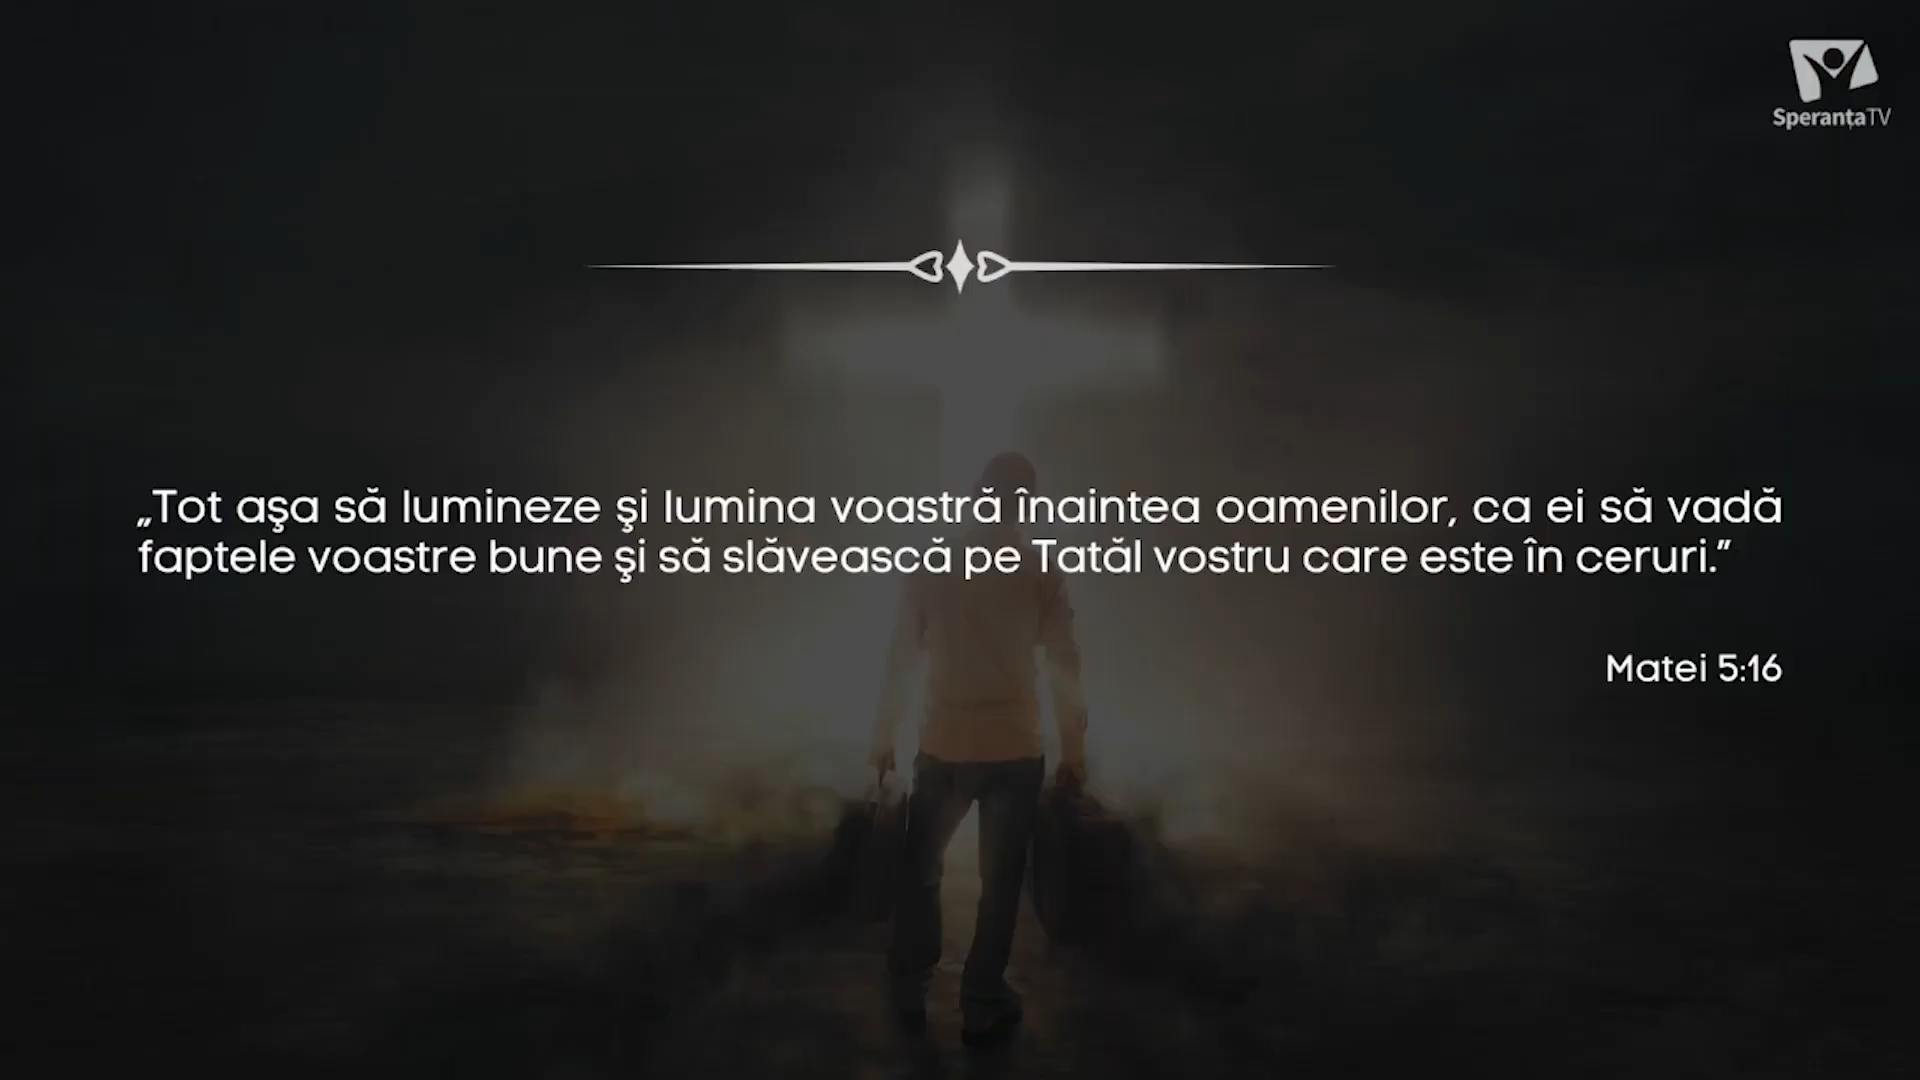 SperanțaTV
„Tot aşa să lumineze şi lumina voastră înaintea oamenilor, ca ei să vadă
faptele voastre bune şi să slăvească pe Tatăl vostru care este în ceruri.”
Matei 5:16